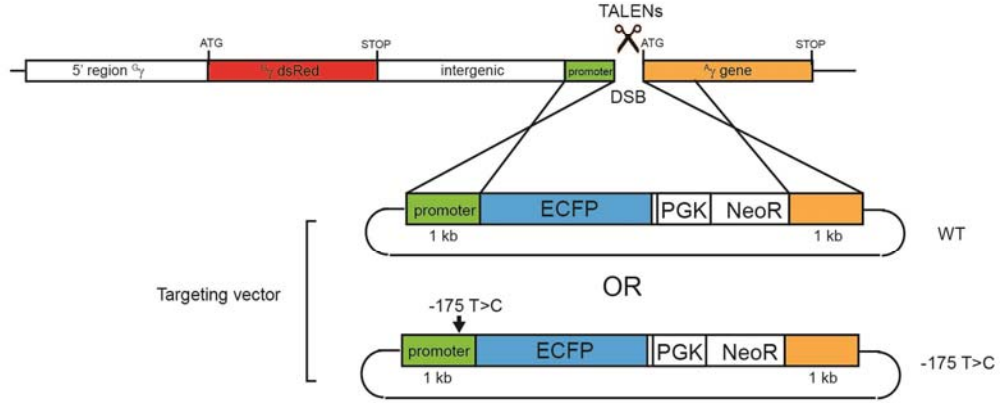 TALENs
ATG STOP ATG STOP
5' region Gγ Gγ dsRed intergenic promoter Aγ gene
DSB
promoter ECFP PGK NeoR
1 kb 1 kb WT
Targeting vector
OR
-175 T>C
promoter ECFP PGK NeoR
1 kb 1 kb -175 T>C